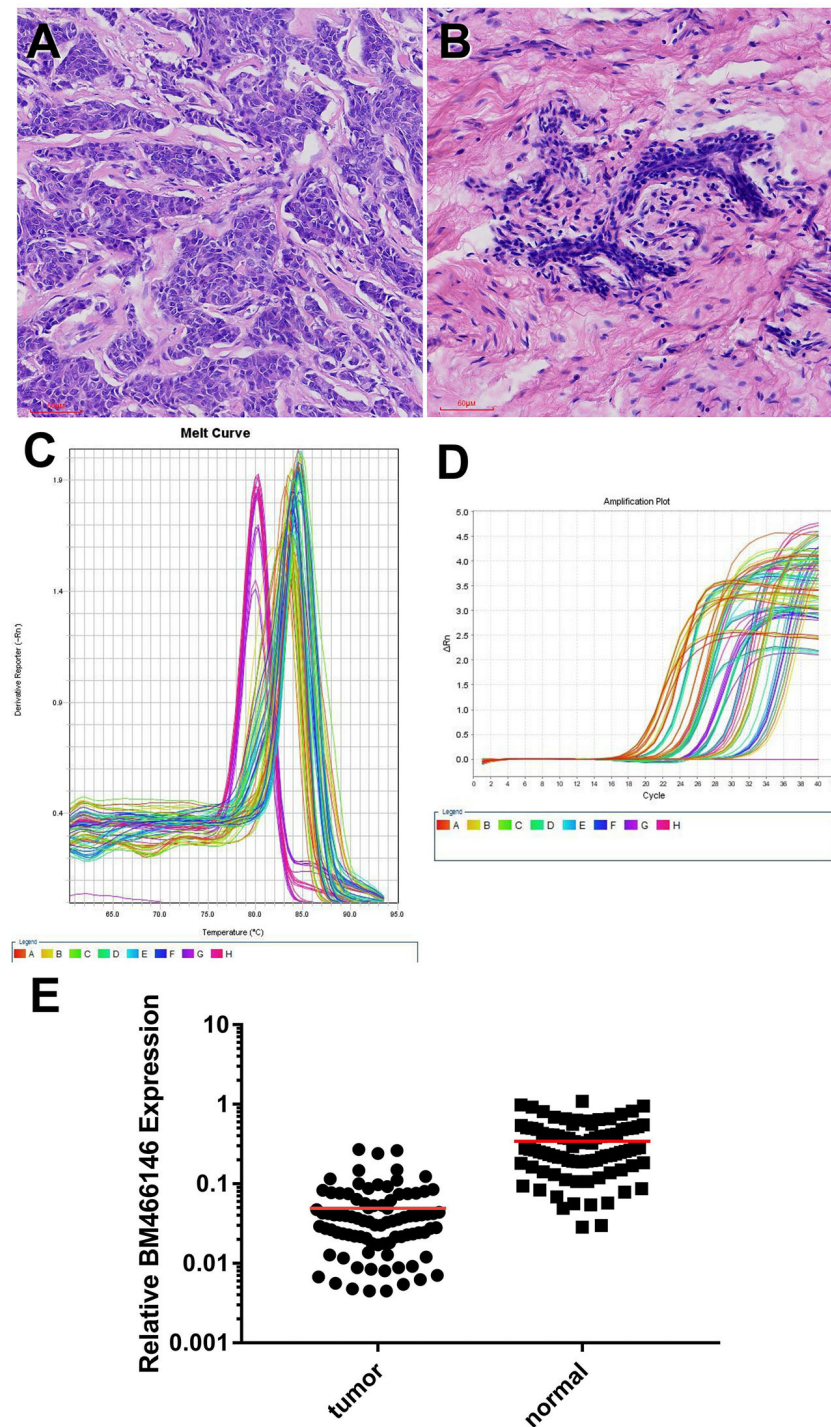 A
B
60μM
C
Melt Curve
1.9
1.4
0.9
0.4
Derivative Reporter (-Rn')
65.0 70.0 75.0 80.0 85.0 90.0 95.0
Temperature (°C)
Legend
A B C D E F G H
D
Amplification Plot
5.0
4.5
4.0
3.5
3.0
2.5
2.0
1.5
1.0
0.5
0.0
ΔRn
0 2 4 6 8 10 12 14 16 18 20 22 24 26 28 30 32 34 36 38 40
Cycle
Legend
A B C D E F G H
E
Relative BM466146 Expression
10
1
0.1
0.01
0.001
tumor
normal